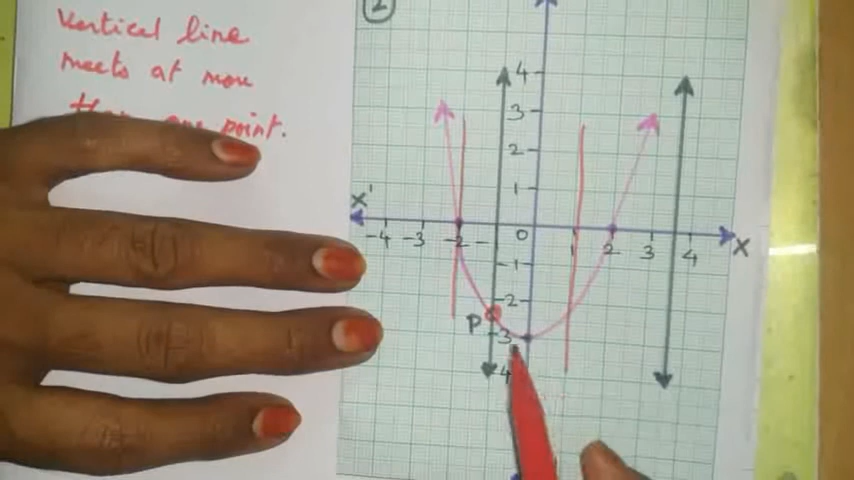 Vertical line
meets at more
point.
2
4
3
2
1
X'
-4 -3 -2 - 0 1 2 3 4 X
-1
-2
P
-3
4